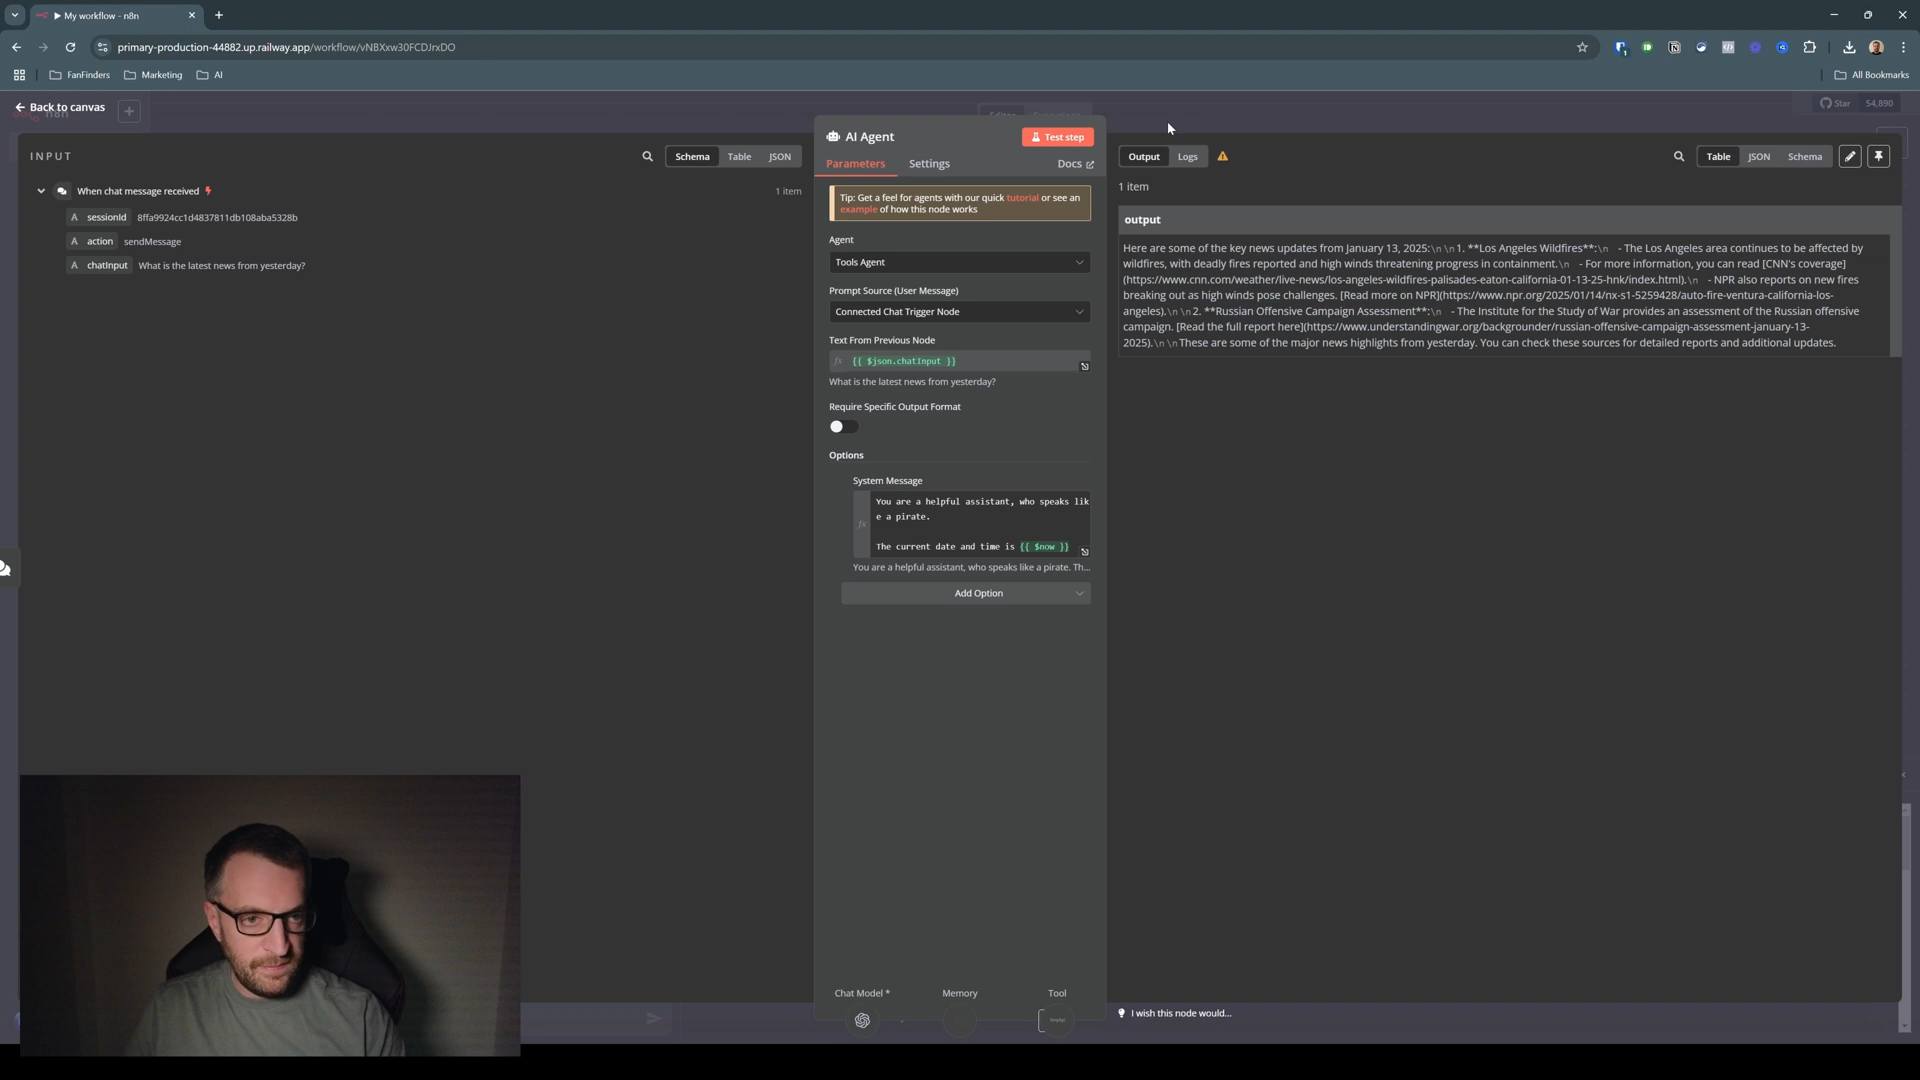 ▶ My workflow - n8n
primary-production-44882.up.railway.app/workflow/vNBXxw30FCDJrxDO
FanFinders
Marketing
AI
All Bookmarks
Back to canvas
n8n
Star
54,890
INPUT
Schema
Table
JSON
When chat message received
1 item
A sessionId 8ffa9924cc1d4837811db108aba5328b
A action sendMessage
A chatInput What is the latest news from yesterday?
AI Agent
Test step
Parameters
Settings
Docs
Tip: Get a feel for agents with our quick tutorial or see an
example of how this node works
Agent
Tools Agent
Prompt Source (User Message)
Connected Chat Trigger Node
Text From Previous Node
fx {{ $json.chatInput }}
What is the latest news from yesterday?
Require Specific Output Format
Options
System Message
You are a helpful assistant, who speaks lik
e a pirate.
fx
The current date and time is {{ $now }}
You are a helpful assistant, who speaks like a pirate. Th...
Add Option
Chat Model *
Memory
Tool
Output
Logs
Table
JSON
Schema
1 item
output
Here are some of the key news updates from January 13, 2025:\n\n1. **Los Angeles Wildfires**:\n - The Los Angeles area continues to be affected by
wildfires, with deadly fires reported and high winds threatening progress in containment.\n - For more information, you can read [CNN's coverage]
(https://www.cnn.com/weather/live-news/los-angeles-wildfires-palisades-eaton-california-01-13-25-hnk/index.html).\n - NPR also reports on new fires
breaking out as high winds pose challenges. [Read more on NPR](https://www.npr.org/2025/01/14/nx-s1-5259428/auto-fire-ventura-california-los-
angeles).\n\n2. **Russian Offensive Campaign Assessment**:\n - The Institute for the Study of War provides an assessment of the Russian offensive
campaign. [Read the full report here](https://www.understandingwar.org/backgrounder/russian-offensive-campaign-assessment-january-13-
2025).\n\nThese are some of the major news highlights from yesterday. You can check these sources for detailed reports and additional updates.
I wish this node would...